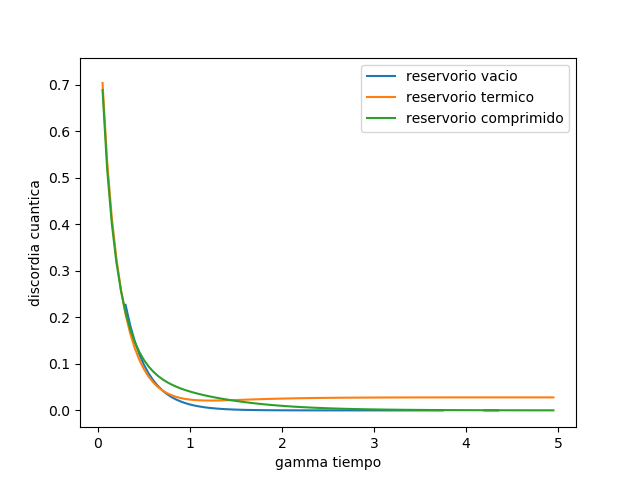 reservorio vacio
reservorio termico
reservorio comprimido
discordia cuantica
0.7
0.6
0.5
0.4
0.3
0.2
0.1
0.0
0 1 2 3 4 5
gamma tiempo